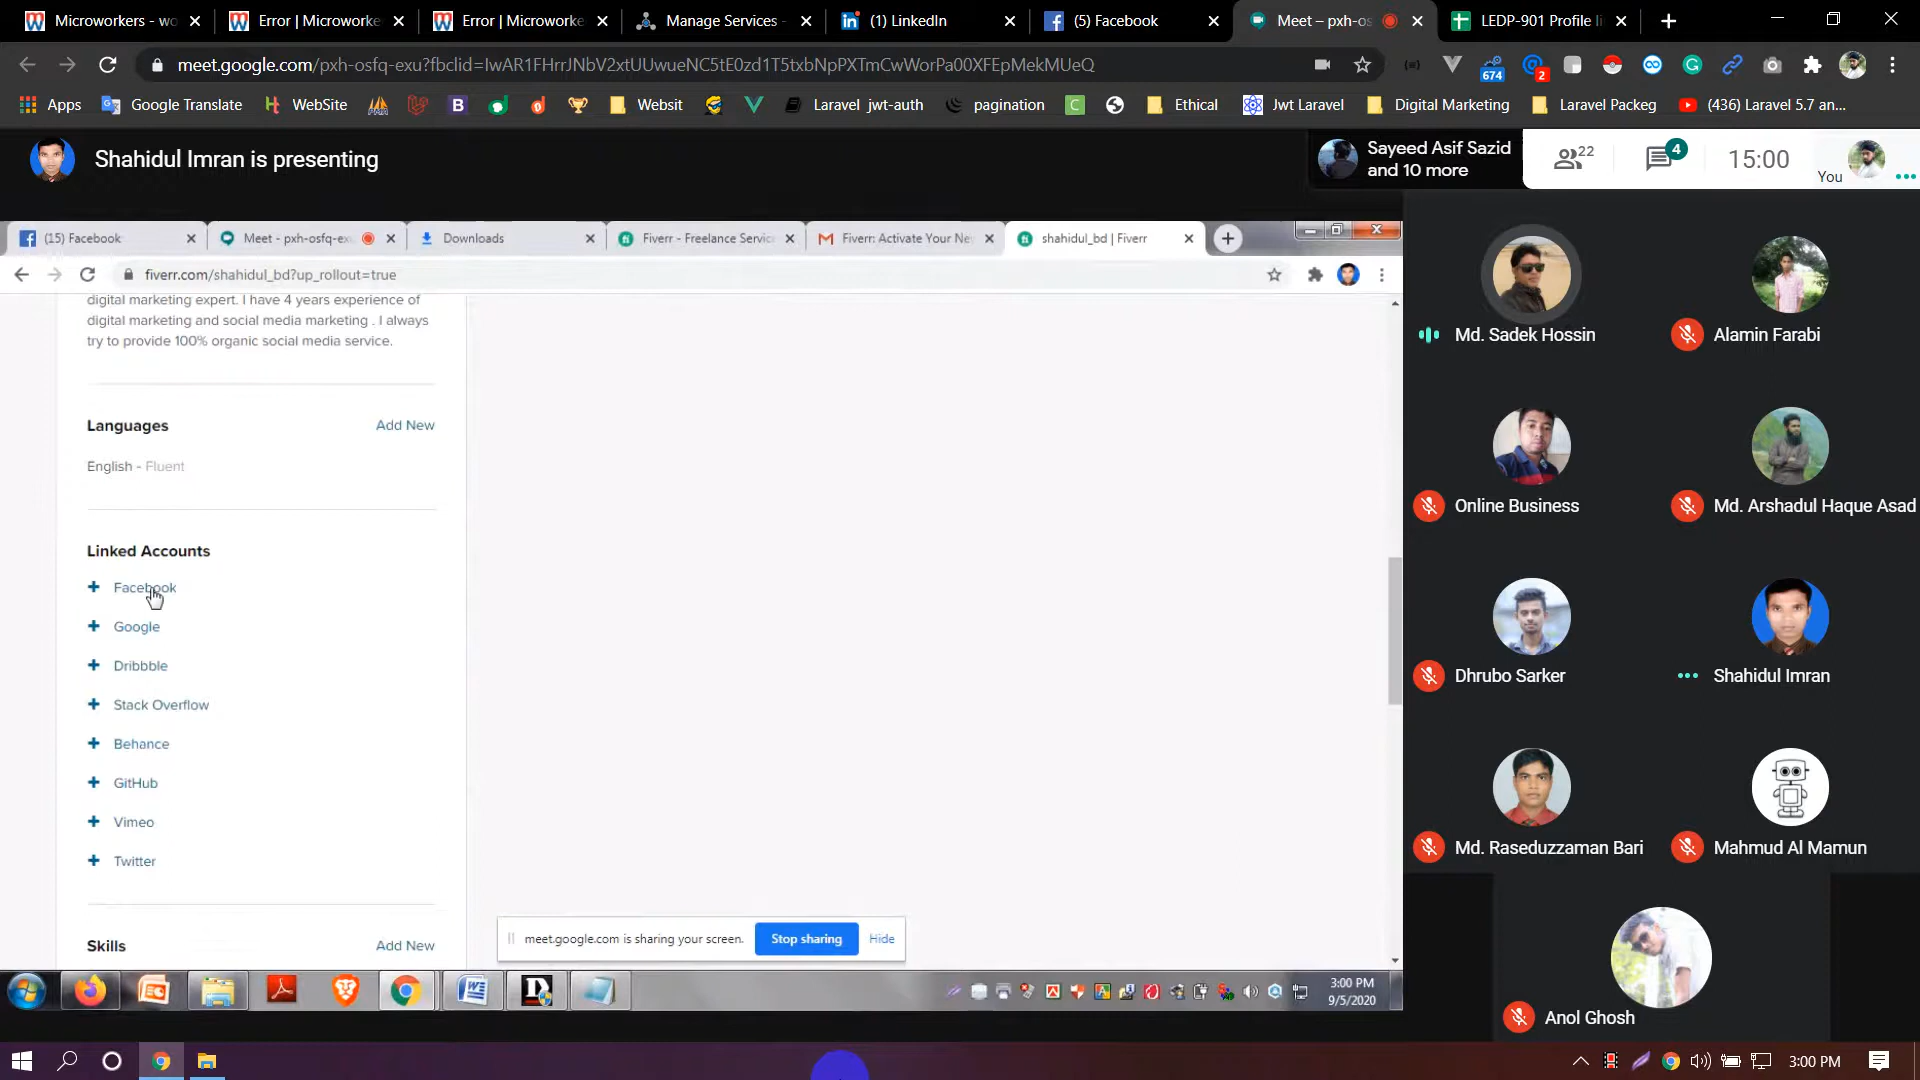 Microworkers - wo
Error | Microworke
Error | Microworke
Manage Services -
(1) LinkedIn
(5) Facebook
Meet – pxh-os
LEDP-901 Profile li
meet.google.com/pxh-osfq-exu?fbclid=IwAR1FHrrJNbV2xtUUwueNC5tE0zd1T5txbNpPXTmCwWorPa00XFEpMekMUeQ
674
2
Apps
Google Translate
WebSite
Websit
Laravel jwt-auth
pagination
Ethical
Jwt Laravel
Digital Marketing
Laravel Packeg
(436) Laravel 5.7 an...
Shahidul Imran is presenting
Sayeed Asif Sazid
and 10 more
22
4
15:00
You
(15) Facebook
Meet - pxh-osfq-ex
Downloads
Fiverr - Freelance Servic
Fiverr: Activate Your Ne
shahidul_bd | Fiverr
fiverr.com/shahidul_bd?up_rollout=true
digital marketing expert. I have 4 years experience of
digital marketing and social media marketing . I always
try to provide 100% organic social media service.
Languages
Add New
English - Fluent
Linked Accounts
Facebook
Google
Dribbble
Stack Overflow
Behance
GitHub
Vimeo
Twitter
Skills
Add New
meet.google.com is sharing your screen.
Stop sharing
Hide
3:00 PM
9/5/2020
Md. Sadek Hossin
Alamin Farabi
Online Business
Md. Arshadul Haque Asad
Dhrubo Sarker
Shahidul Imran
Md. Raseduzzaman Bari
Mahmud Al Mamun
Anol Ghosh
3:00 PM